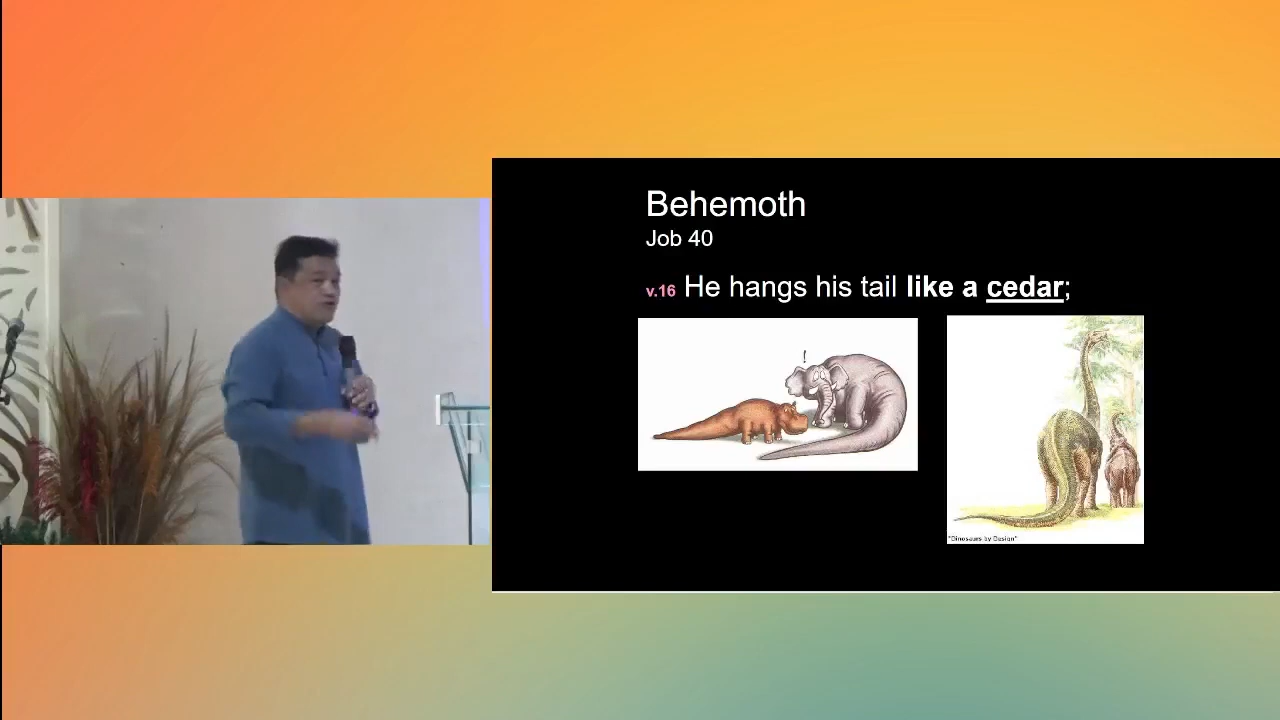 Behemoth
Job 40
v.16 He hangs his tail like a cedar;
!
"Dinosaurs by Design"